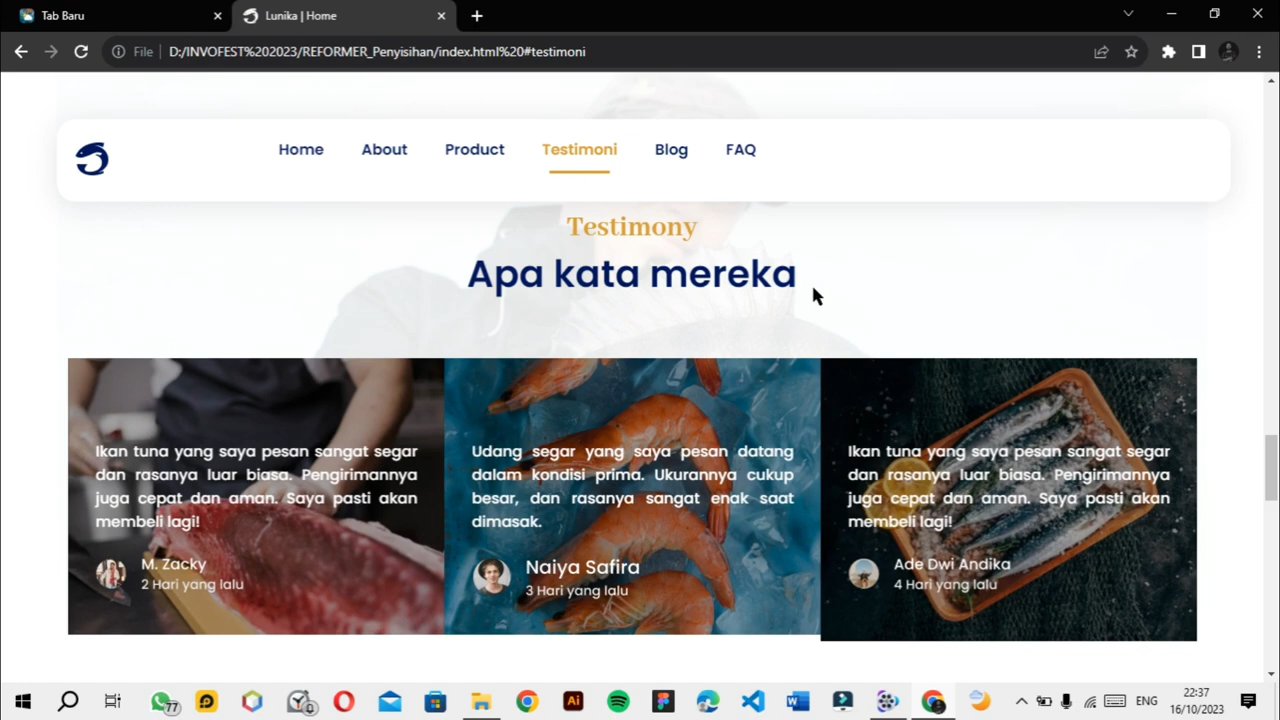 Tab Baru
Lunika | Home
File
D:/INVOFEST%202023/REFORMER_Penyisihan/index.html%20#testimoni
Home
About
Product
Testimoni
Blog
FAQ
Testimony
Apa kata mereka
Ikan tuna yang saya pesan sangat segar
dan rasanya luar biasa. Pengirimannya
juga cepat dan aman. Saya pasti akan
membeli lagi!
M. Zacky
2 Hari yang lalu
Udang segar yang saya pesan datang
dalam kondisi prima. Ukurannya cukup
besar, dan rasanya sangat enak saat
dimasak.
Naiya Safira
3 Hari yang lalu
Ikan tuna yang saya pesan sangat segar
dan rasanya luar biasa. Pengirimannya
juga cepat dan aman. Saya pasti akan
membeli lagi!
Ade Dwi Andika
4 Hari yang lalu
77
Ai
W
ENG
22:37
16/10/2023